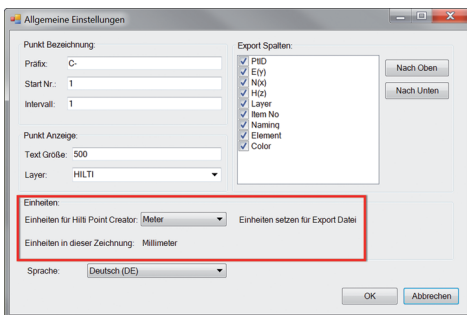 Allgemeine Einstellungen
Punkt Bezeichnung:
Präfix: C-
Start Nr.: 1
Intervall: 1
Punkt Anzeige:
Text Größe: 500
Layer: HILTI
Export Spalten:
PtID
E(y)
N(x)
H(z)
Layer
Item No
Naming
Element
Color
Nach Oben
Nach Unten
Einheiten:
Einheiten für Hilti Point Creator: Meter Einheiten setzen für Export Datei
Einheiten in dieser Zeichnung: Millimeter
Sprache: Deutsch (DE)
OK Abbrechen